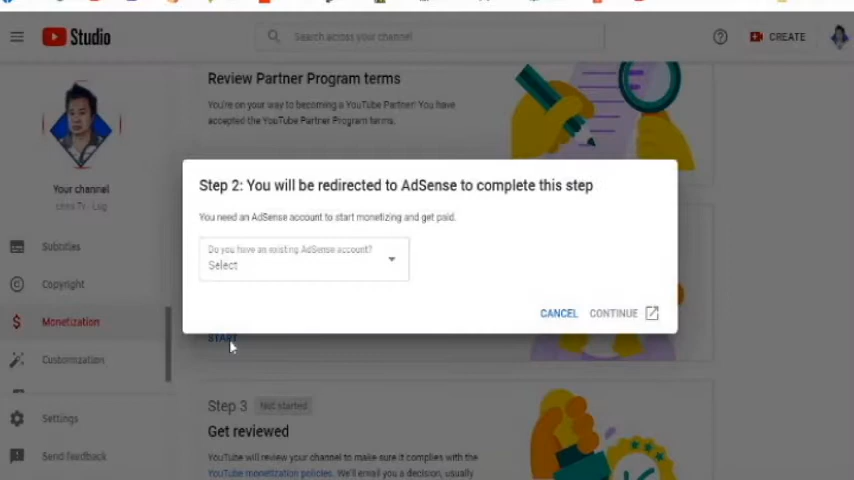 Studio
Search across your channel
CREATE
Review Partner Program terms
You're on your way to becoming a YouTube Partner! You have
accepted the YouTube Partner Program terms.
Your channel
Step 2: You will be redirected to AdSense to complete this step
You need an AdSense account to start monetizing and get paid.
Do you have an existing AdSense account?
Select
CANCEL CONTINUE
Subtitles
Copyright
Monetization
START
Customization
Settings
Send feedback
Step 3 Not started
Get reviewed
YouTube will review your channel to make sure it complies with the
YouTube monetization policies. We'll email you a decision, usually